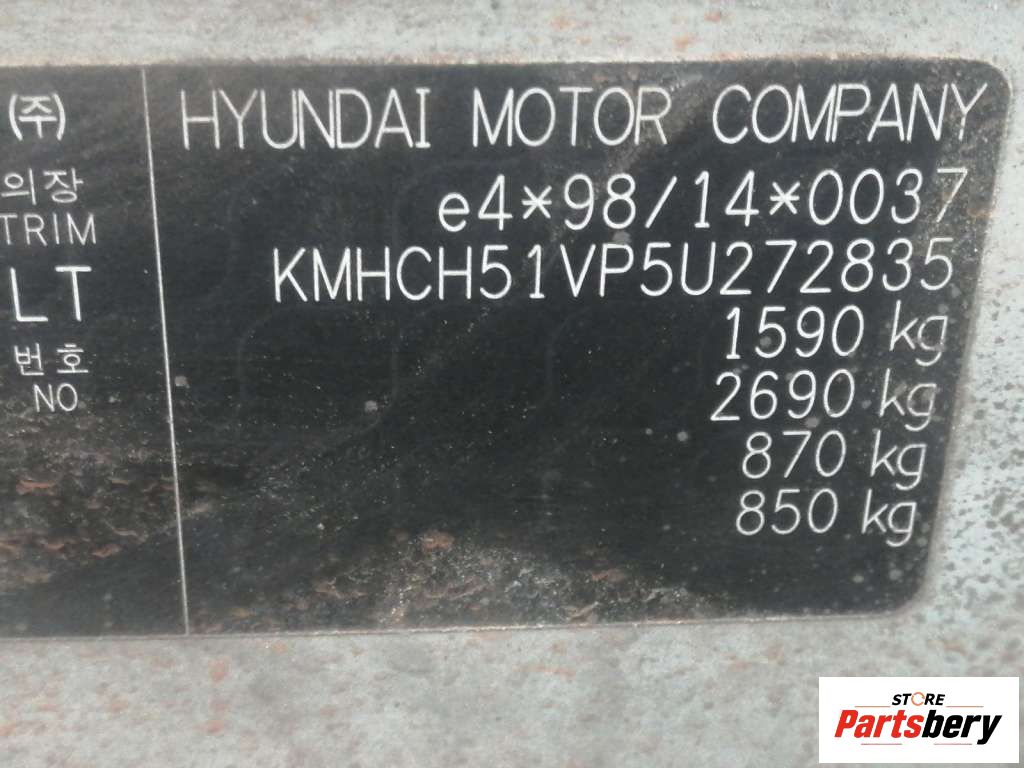 (주)
의장
TRIM
LT
번호
NO
HYUNDAI MOTOR COMPANY
e4*98/14*0037
KMHCH51VP5U272835
1590 kg
2690 kg
870 kg
850 kg
STORE
Partsbery